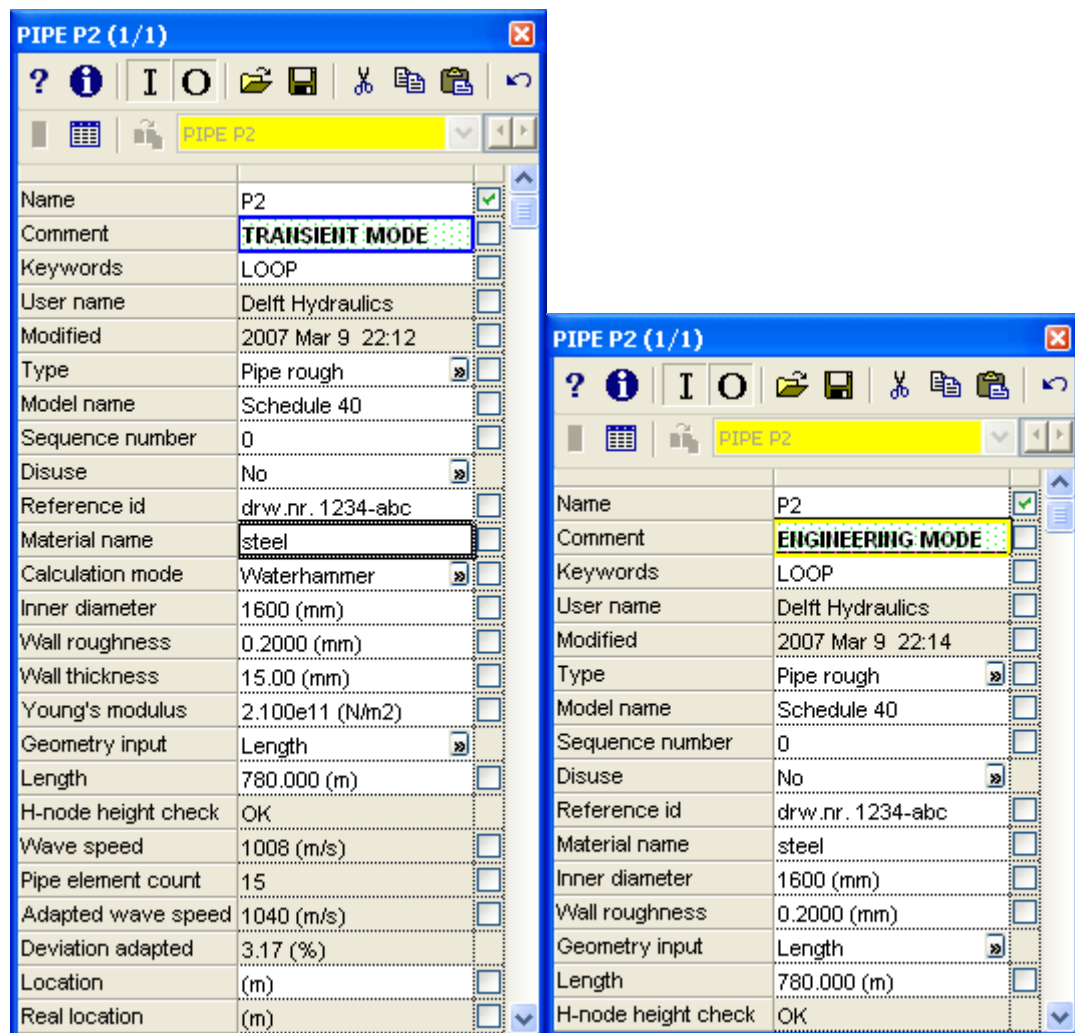 PIPE P2 (1/1)
? i I O
PIPE P2
Name P2
Comment TRANSIENT MODE
Keywords LOOP
User name Delft Hydraulics
Modified 2007 Mar 9 22:12
Type Pipe rough »
Model name Schedule 40
Sequence number 0
Disuse No »
Reference id drw.nr. 1234-abc
Material name steel
Calculation mode Waterhammer »
Inner diameter 1600 (mm)
Wall roughness 0.2000 (mm)
Wall thickness 15.00 (mm)
Young's modulus 2.100e11 (N/m2)
Geometry input Length »
Length 780.000 (m)
H-node height check OK
Wave speed 1008 (m/s)
Pipe element count 15
Adapted wave speed 1040 (m/s)
Deviation adapted 3.17 (%)
Location (m)
Real location (m)
PIPE P2 (1/1)
? i I O
PIPE P2
Name P2
Comment ENGINEERING MODE
Keywords LOOP
User name Delft Hydraulics
Modified 2007 Mar 9 22:14
Type Pipe rough »
Model name Schedule 40
Sequence number 0
Disuse No »
Reference id drw.nr. 1234-abc
Material name steel
Inner diameter 1600 (mm)
Wall roughness 0.2000 (mm)
Geometry input Length »
Length 780.000 (m)
H-node height check OK